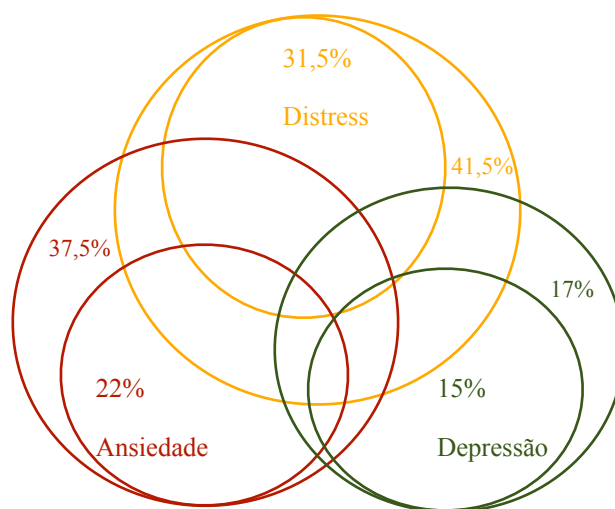 31,5%
Distress
41,5%
37,5%
17%
22%
15%
Ansiedade
Depressão